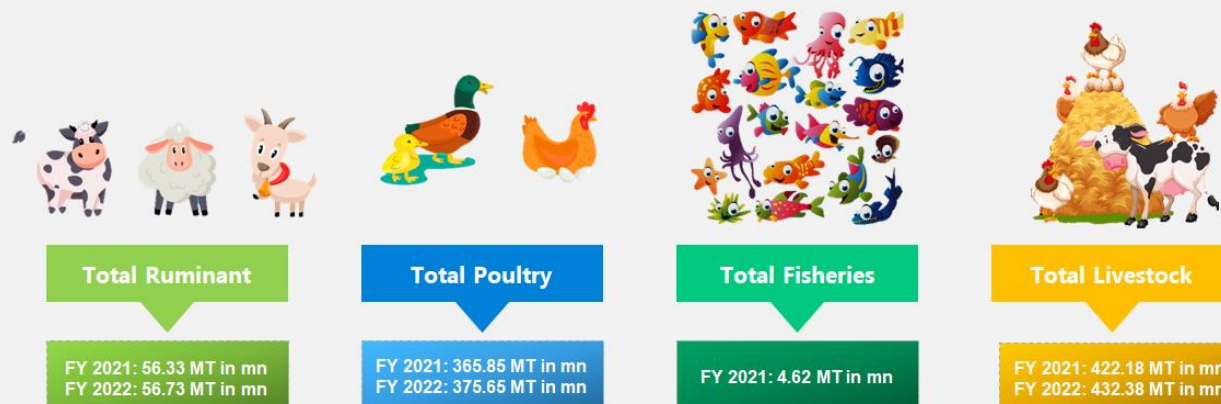 Total Ruminant
FY 2021: 56.33 MT in mn
FY 2022: 56.73 MT in mn
Total Poultry
FY 2021: 365.85 MT in mn
FY 2022: 375.65 MT in mn
Total Fisheries
FY 2021: 4.62 MT in mn
Total Livestock
FY 2021: 422.18 MT in mn
FY 2022: 432.38 MT in mn